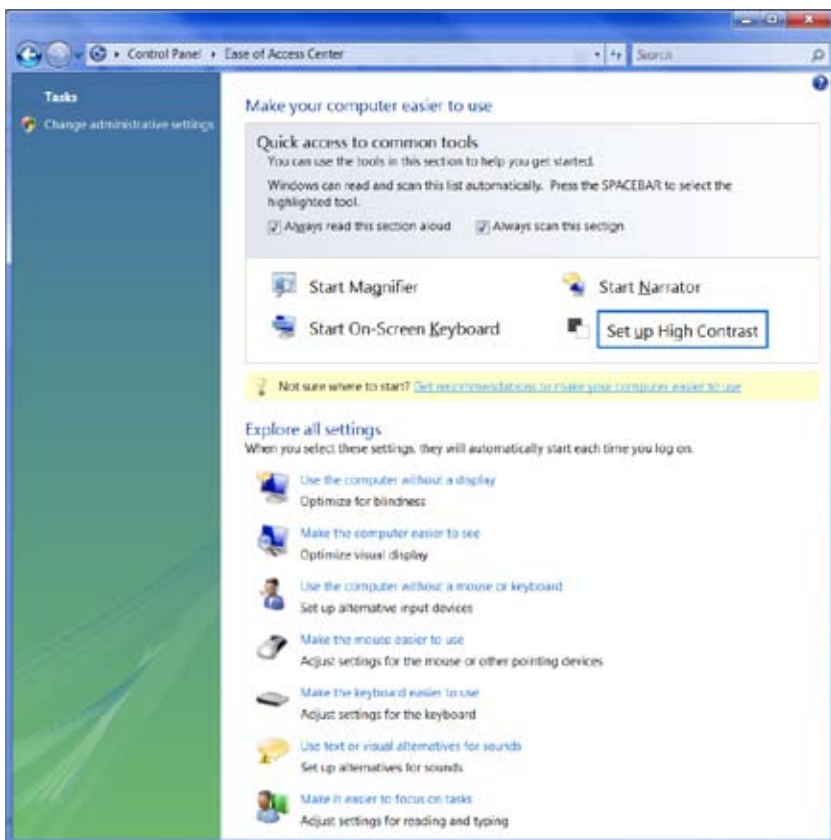 Control Panel ▸ Ease of Access Center
Search
Tasks
Change administrative settings
Make your computer easier to use
Quick access to common tools
You can use the tools in this section to help you get started.
Windows can read and scan this list automatically. Press the SPACEBAR to select the
highlighted tool.
Always read this section aloud Always scan this section
Start Magnifier Start Narrator
Start On-Screen Keyboard Set up High Contrast
Not sure where to start? Get recommendations to make your computer easier to use
Explore all settings
When you select these settings, they will automatically start each time you log on.
Use the computer without a display
Optimize for blindness
Make the computer easier to see
Optimize visual display
Use the computer without a mouse or keyboard
Set up alternative input devices
Make the mouse easier to use
Adjust settings for the mouse or other pointing devices
Make the keyboard easier to use
Adjust settings for the keyboard
Use text or visual alternatives for sounds
Set up alternatives for sounds
Make it easier to focus on tasks
Adjust settings for reading and typing